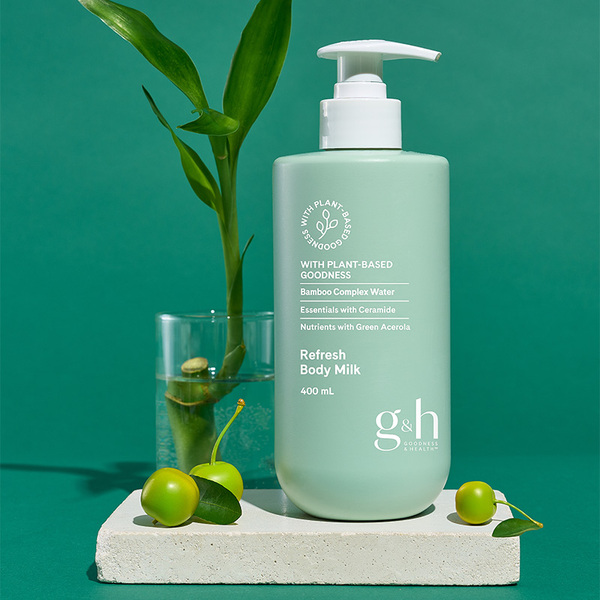 WITH PLANT-BASED GOODNESS
WITH PLANT-BASED
GOODNESS
Bamboo Complex Water
Essentials with Ceramide
Nutrients with Green Acerola
Refresh
Body Milk
400 mL
g&h
GOODNESS
& HEALTH™